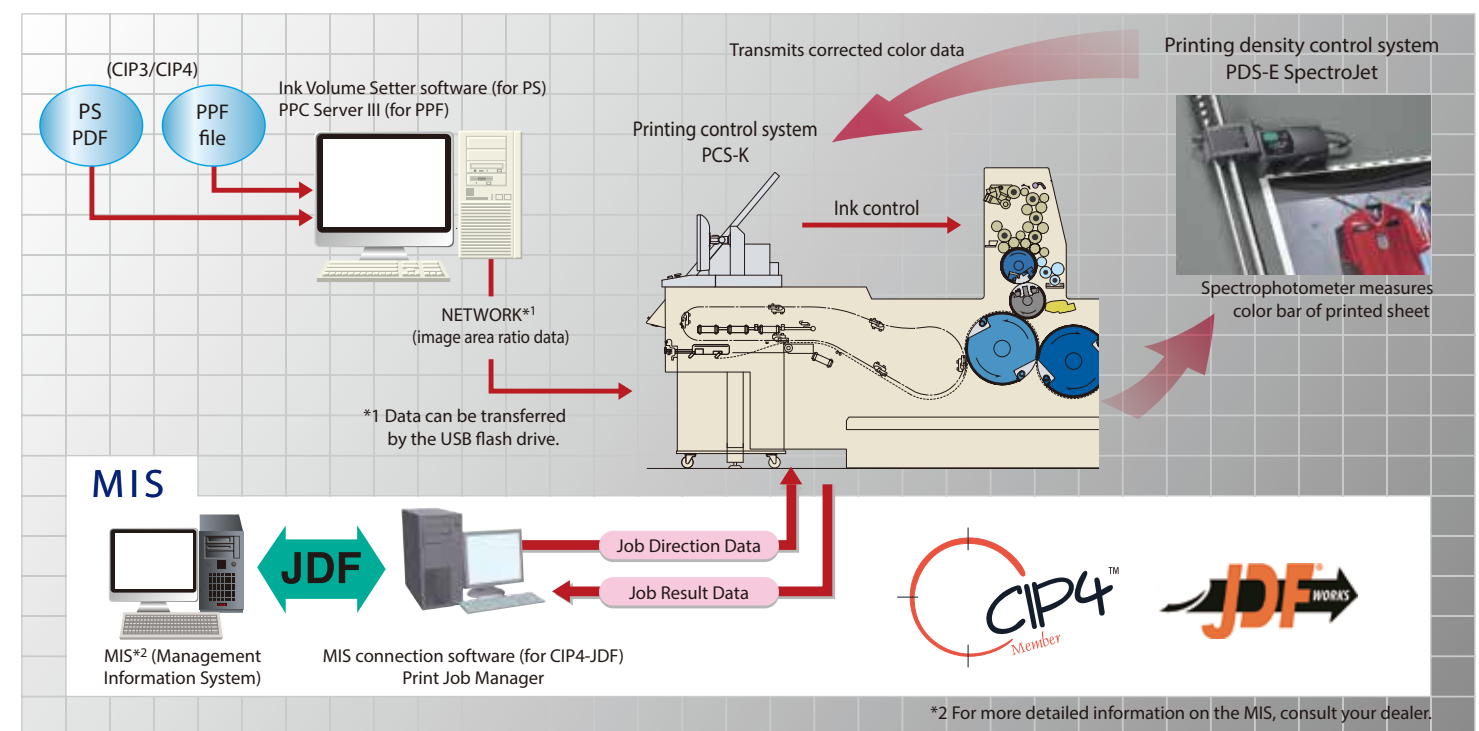 (CIP3/CIP4)
PS
PDF
PPF
file
Ink Volume Setter software (for PS)
PPC Server III (for PPF)
Transmits corrected color data
Printing density control system
PDS-E SpectroJet
Printing control system
PCS-K
Ink control
Spectrophotometer measures
color bar of printed sheet
NETWORK*1
(image area ratio data)
*1 Data can be transferred
by the USB flash drive.
MIS
JDF
Job Direction Data
Job Result Data
MIS*2 (Management
Information System)
MIS connection software (for CIP4-JDF)
Print Job Manager
CIP4™
Member
JDF®
WORKS
*2 For more detailed information on the MIS, consult your dealer.